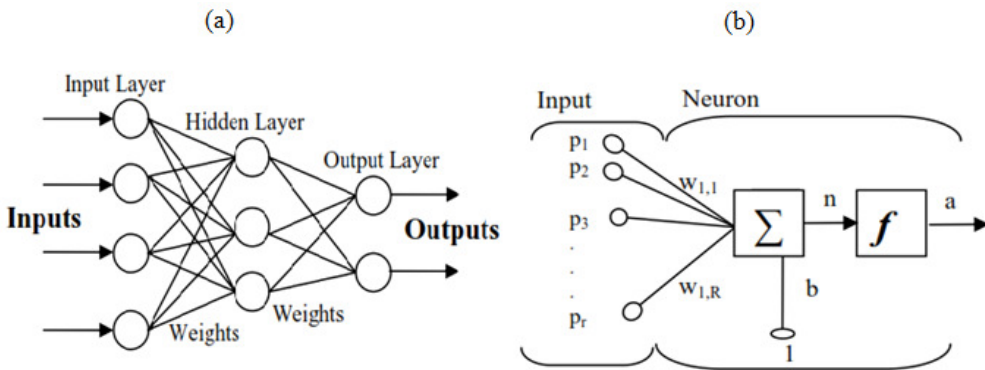 (a)
Input Layer
Hidden Layer
Output Layer
Inputs
Outputs
Weights
Weights
(b)
Input
Neuron
p1
p2
p3
.
.
.
pr
w1,1
w1,R
Σ
n
f
a
b
1